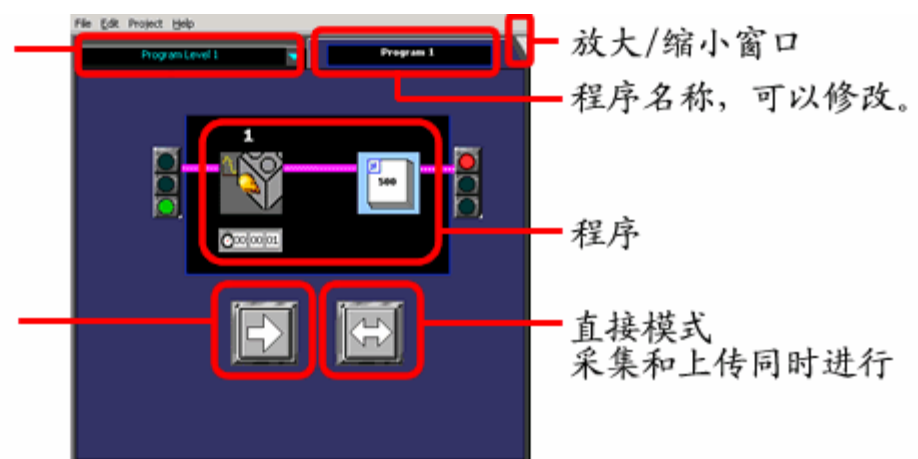 File Edit Project Help
Program Level 1
Program 1
放大/缩小窗口
程序名称，可以修改。
1
500
程序
00 00 01
直接模式
采集和上传同时进行